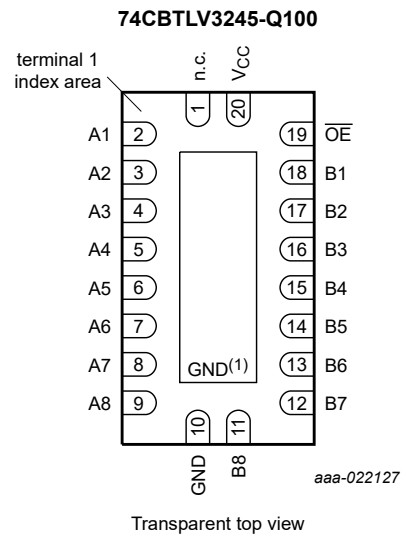 74CBTLV3245-Q100
terminal 1
index area
n.c.
VCC
1
20
A1 2
19 OE
A2 3
18 B1
A3 4
17 B2
A4 5
16 B3
A5 6
15 B4
A6 7
14 B5
A7 8
13 B6
A8 9
12 B7
GND(1)
10
11
GND
B8
aaa-022127
Transparent top view